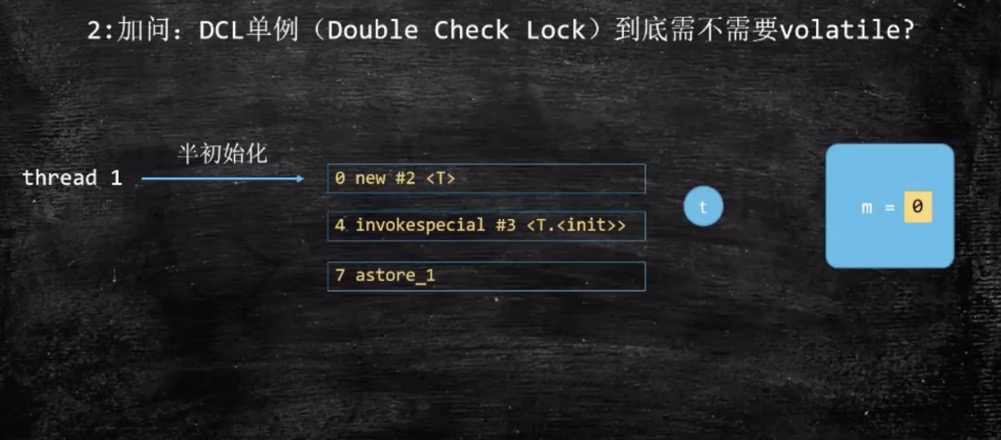 2:加问：DCL单例（Double Check Lock）到底需不需要volatile?
半初始化
thread 1
0 new #2 <T>
4 invokespecial #3 <T.<init>>
7 astore_1
t
m = 0